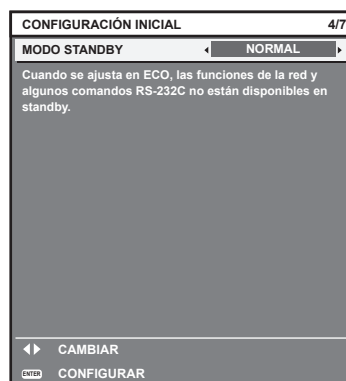 CONFIGURACIÓN INICIAL 4/7
MODO STANDBY NORMAL
Cuando se ajusta en ECO, las funciones de la red y
algunos comandos RS-232C no están disponibles en
standby.
CAMBIAR
ENTER CONFIGURAR